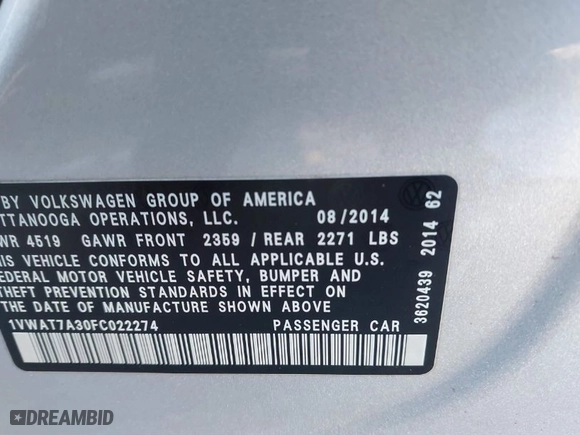 BY VOLKSWAGEN GROUP OF AMERICA
TTANOOGA OPERATIONS, LLC. 08/2014
WR 4519 GAWR FRONT 2359 / REAR 2271 LBS
HIS VEHICLE CONFORMS TO ALL APPLICABLE U.S.
EDERAL MOTOR VEHICLE SAFETY, BUMPER AND
THEFT PREVENTION STANDARDS IN EFFECT ON
THE DATE OF MANUFACTURE SHOWN ABOVE
1VWAT7A30FC022274 PASSENGER CAR
3620439 2014 62
DREAMBID